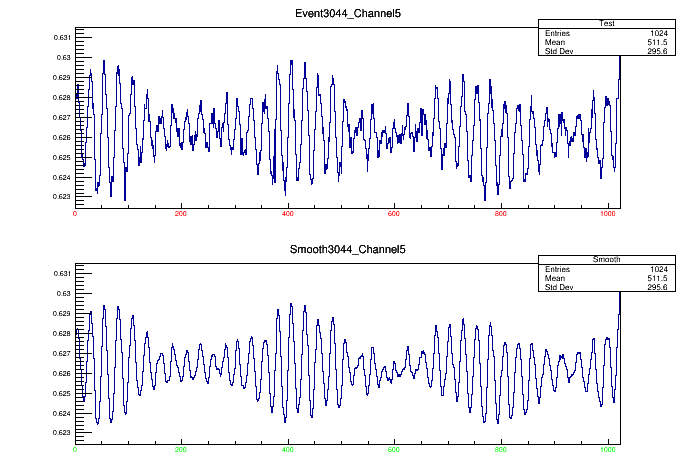 Event3044_Channel5
Test
Entries 1024
Mean 511.5
Std Dev 295.6
0.631
0.63
0.629
0.628
0.627
0.626
0.625
0.624
0.623
0 200 400 600 800 1000
Smooth3044_Channel5
Smooth
Entries 1024
Mean 511.5
Std Dev 295.6
0.631
0.63
0.629
0.628
0.627
0.626
0.625
0.624
0.623
0 200 400 600 800 1000